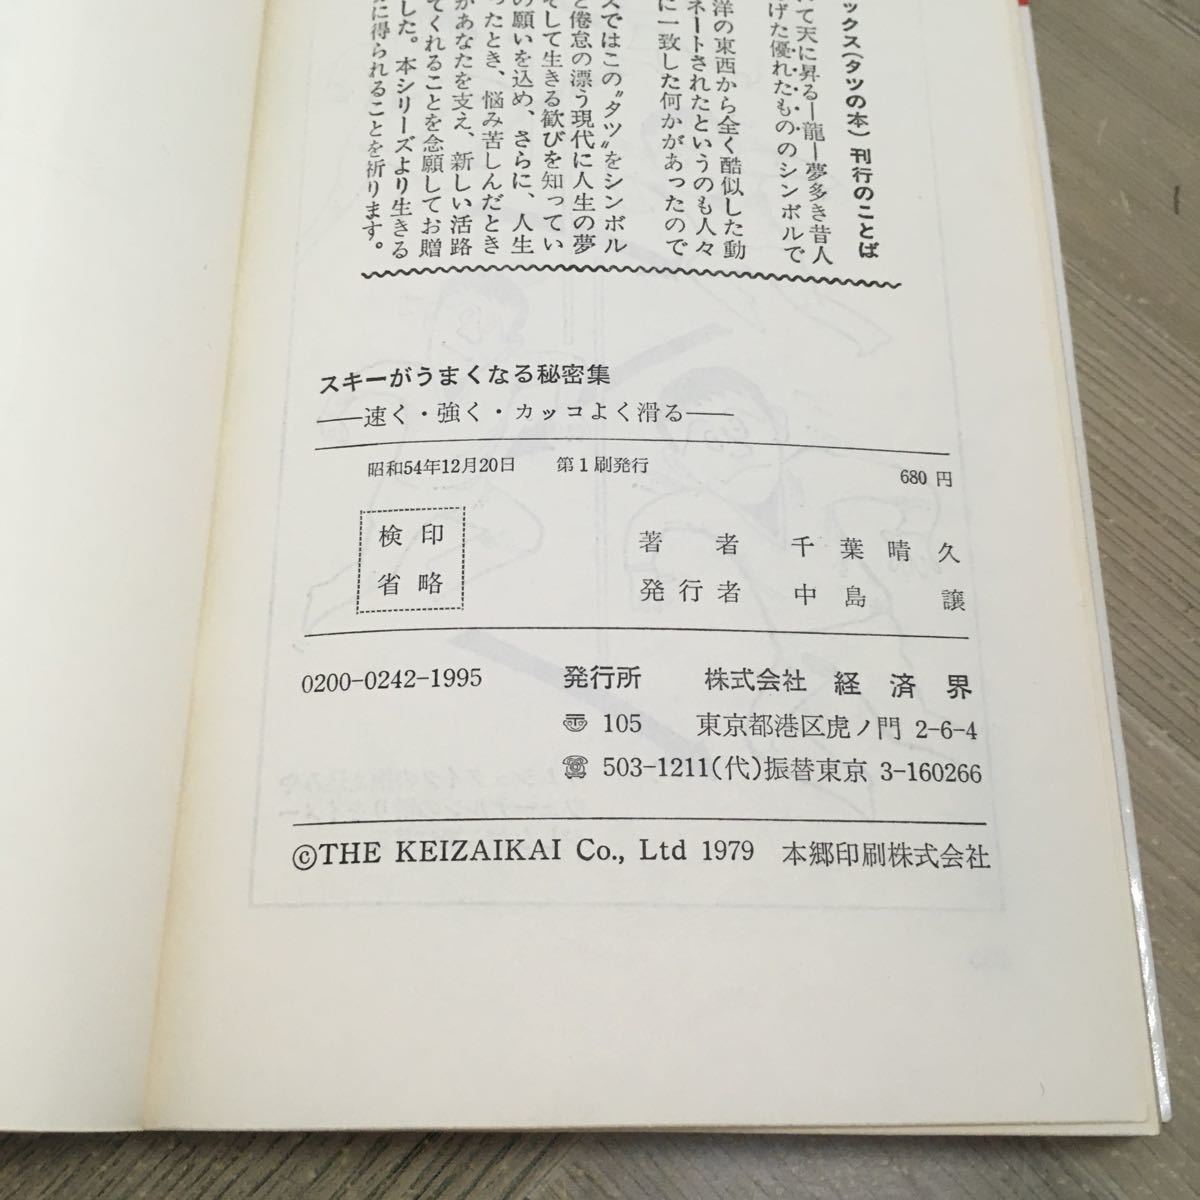 ックス(タツの本) 刊行のことば
て天に昇る―龍―夢多き昔人
げた優れたもののシンボルで
洋の東西から全く酷似した動
ネートされたというのも人々
に一致した何かがあったので
スではこの〝タツ〟をシンボル
と倦怠の漂う現代に人生の夢
そして生きる歓びを知ってい
の願いを込め、さらに、人生
ったとき、悩み苦しんだとき
があなたを支え、新しい活路
てくれることを念願してお贈
した。本シリーズより生きる
に得られることを祈ります。
スキーがうまくなる秘密集
――速く・強く・カッコよく滑る――
昭和54年12月20日　第1刷発行
680 円
検印
省略
著者　千葉晴久
発行者　中島　譲
0200-0242-1995
発行所　株式会社 経済界
〒 105　東京都港区虎ノ門 2-6-4
☎ 503-1211(代)振替東京 3-160266
©THE KEIZAIKAI Co., Ltd 1979　本郷印刷株式会社